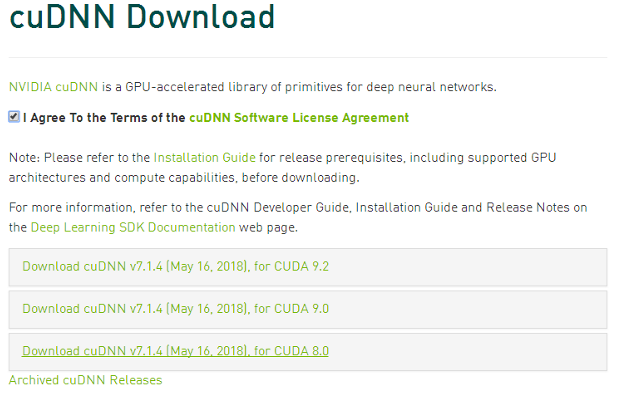 cuDNN Download
NVIDIA cuDNN is a GPU-accelerated library of primitives for deep neural networks.
I Agree To the Terms of the cuDNN Software License Agreement
Note: Please refer to the Installation Guide for release prerequisites, including supported GPU
architectures and compute capabilities, before downloading.
For more information, refer to the cuDNN Developer Guide, Installation Guide and Release Notes on
the Deep Learning SDK Documentation web page.
Download cuDNN v7.1.4 (May 16, 2018), for CUDA 9.2
Download cuDNN v7.1.4 (May 16, 2018), for CUDA 9.0
Download cuDNN v7.1.4 (May 16, 2018), for CUDA 8.0
Archived cuDNN Releases